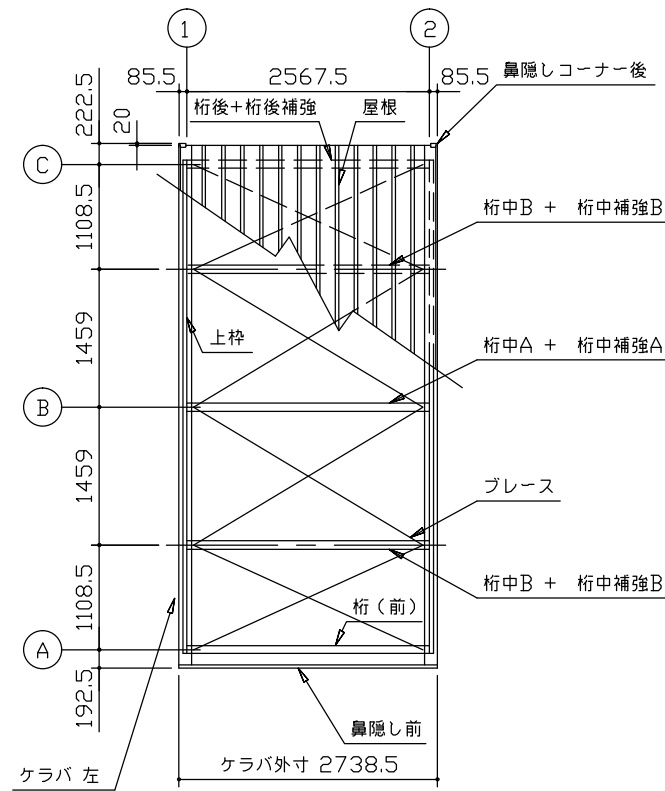 1
2
85.5
2567.5
85.5
鼻隠しコーナー後
222.5
20
桁後+桁後補強
屋根
C
1108.5
桁中B + 桁中補強B
1459
上枠
桁中A + 桁中補強A
B
1459
ブレース
桁中B + 桁中補強B
1108.5
桁(前)
A
192.5
鼻隠し前
ケラバ 左
ケラバ外寸 2738.5